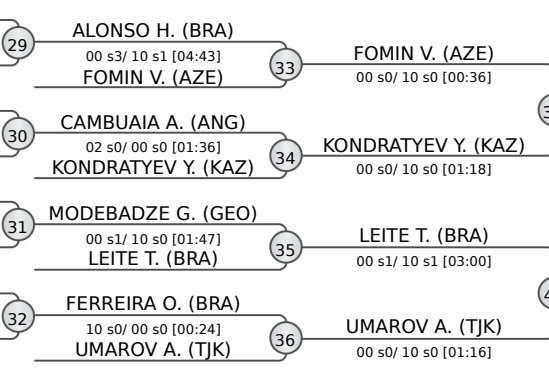 29
ALONSO H. (BRA)
00 s3/ 10 s1 [04:43]
FOMIN V. (AZE)
33
FOMIN V. (AZE)
00 s0/ 10 s0 [00:36]
30
CAMBUAIA A. (ANG)
02 s0/ 00 s0 [01:36]
KONDRATYEV Y. (KAZ)
34
KONDRATYEV Y. (KAZ)
00 s0/ 10 s0 [01:18]
31
MODEBADZE G. (GEO)
00 s1/ 10 s0 [01:47]
LEITE T. (BRA)
35
LEITE T. (BRA)
00 s1/ 10 s1 [03:00]
32
FERREIRA O. (BRA)
10 s0/ 00 s0 [00:24]
UMAROV A. (TJK)
36
UMAROV A. (TJK)
00 s0/ 10 s0 [01:16]